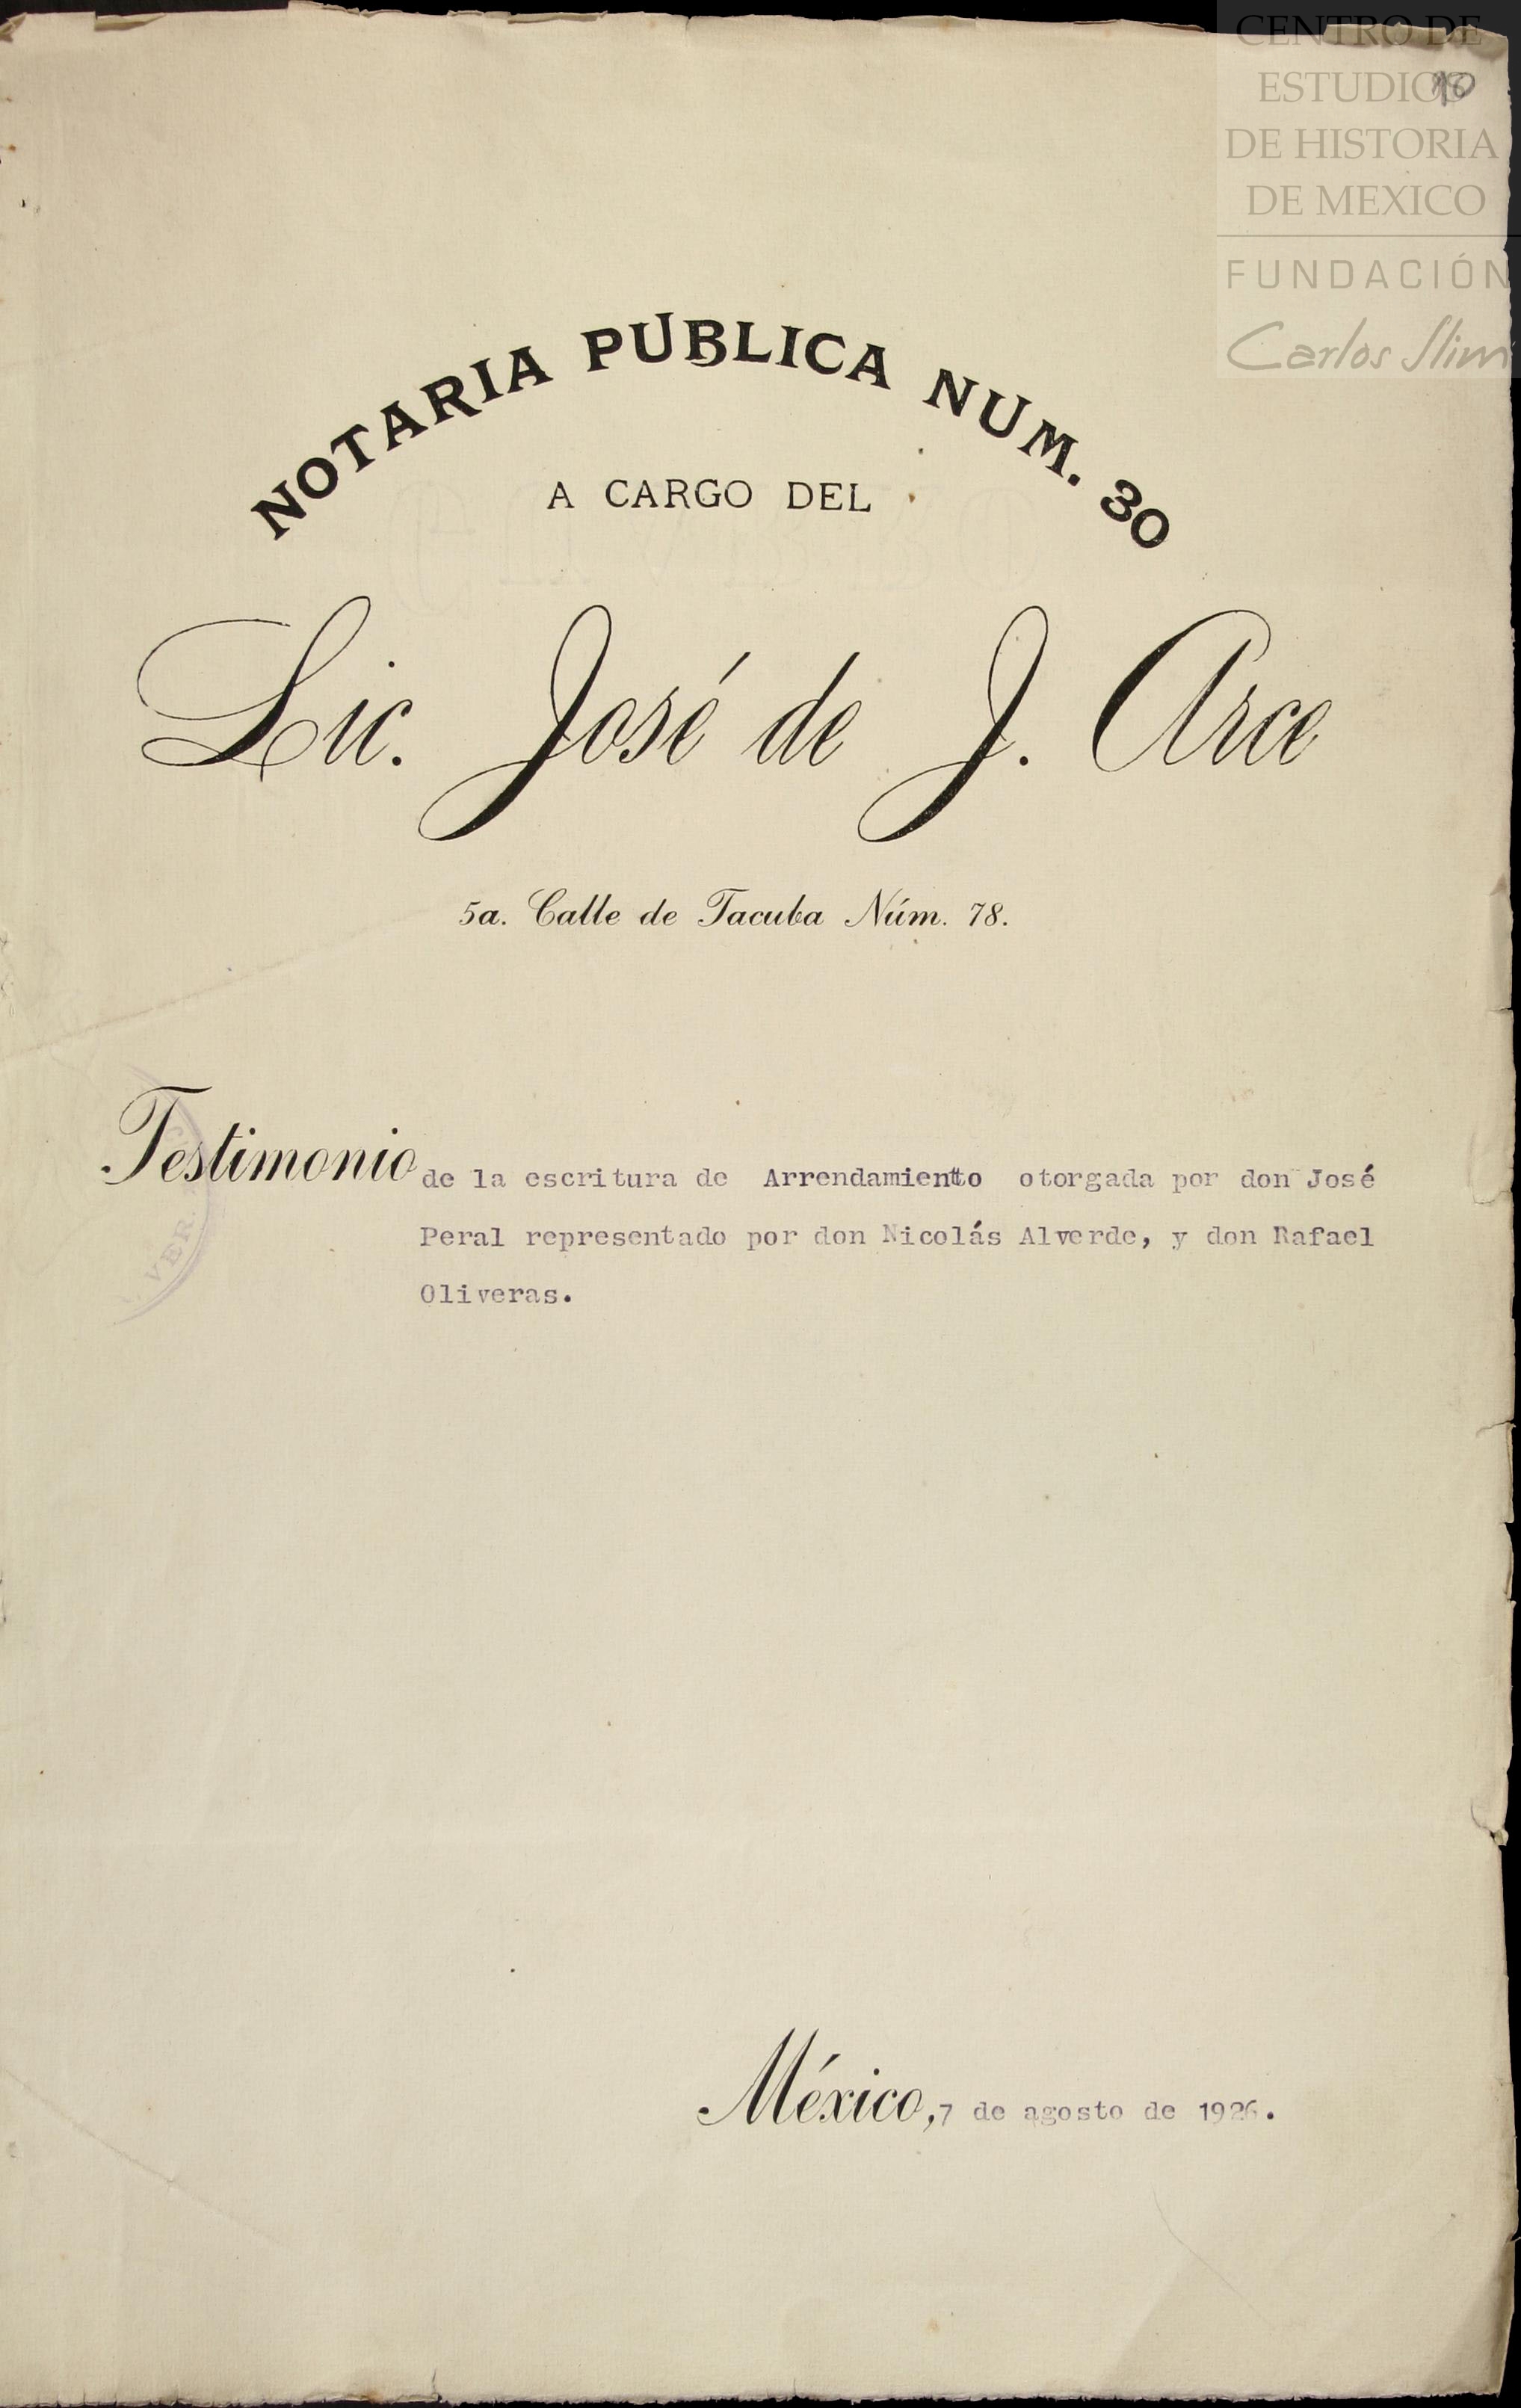 CENTRO DE
ESTUDIOS
DE HISTORIA
DE MEXICO
FUNDACIÓN
Carlos Slim
NOTARIA PUBLICA NUM. 30
A CARGO DEL
Lic. José de J. Arce
5a. Calle de Tacuba Núm. 78.
Testimonio de la escritura de Arrendamiento otorgada por don José
Peral representado por don Nicolás Alverde, y don Rafael
Oliveras.
VER.
México, 7 de agosto de 1926.